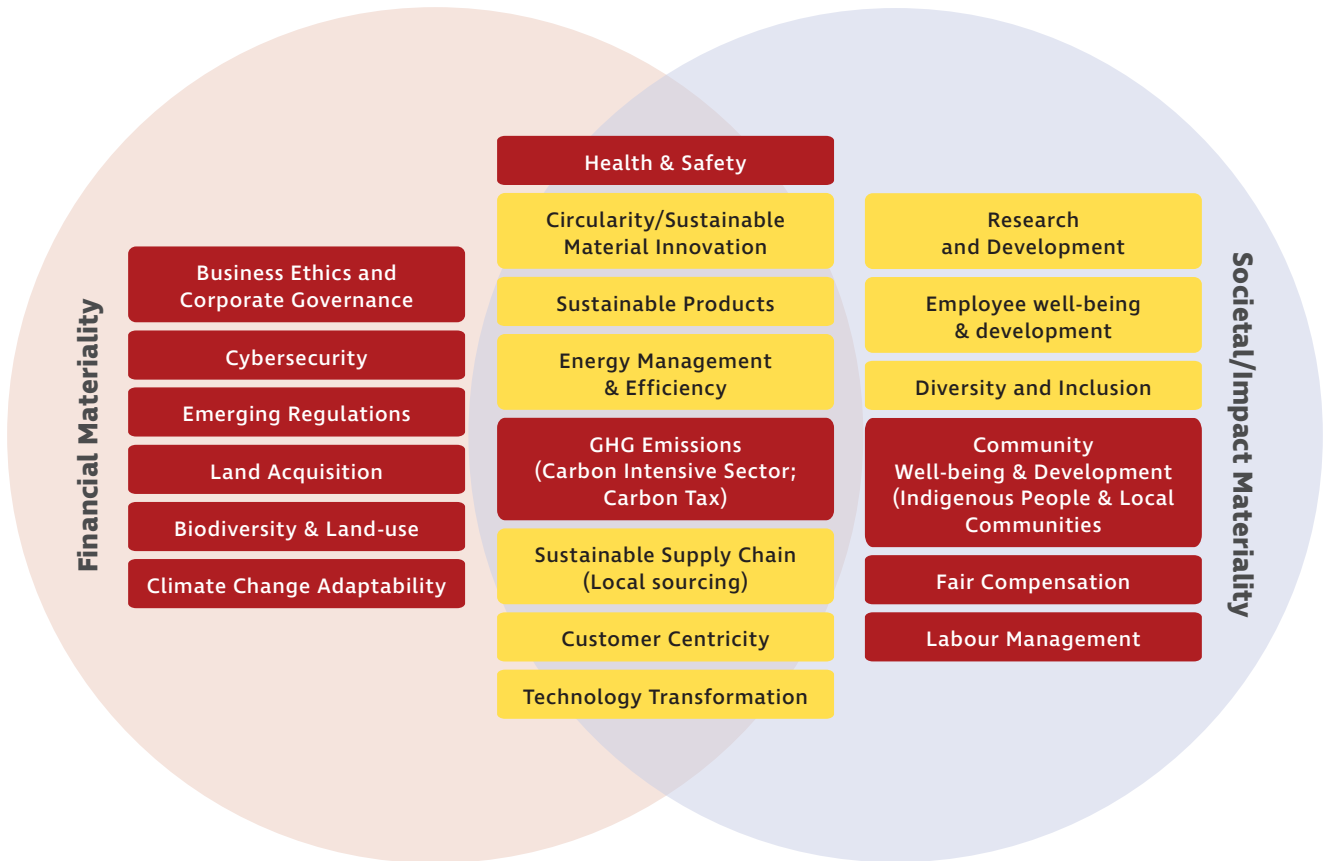 Financial Materiality
Business Ethics and
Corporate Governance
Cybersecurity
Emerging Regulations
Land Acquisition
Biodiversity & Land-use
Climate Change Adaptability
Health & Safety
Circularity/Sustainable
Material Innovation
Sustainable Products
Energy Management
& Efficiency
GHG Emissions
(Carbon Intensive Sector;
Carbon Tax)
Sustainable Supply Chain
(Local sourcing)
Customer Centricity
Technology Transformation
Research
and Development
Employee well-being
& development
Diversity and Inclusion
Community
Well-being & Development
(Indigenous People & Local
Communities
Fair Compensation
Labour Management
Societal/Impact Materiality